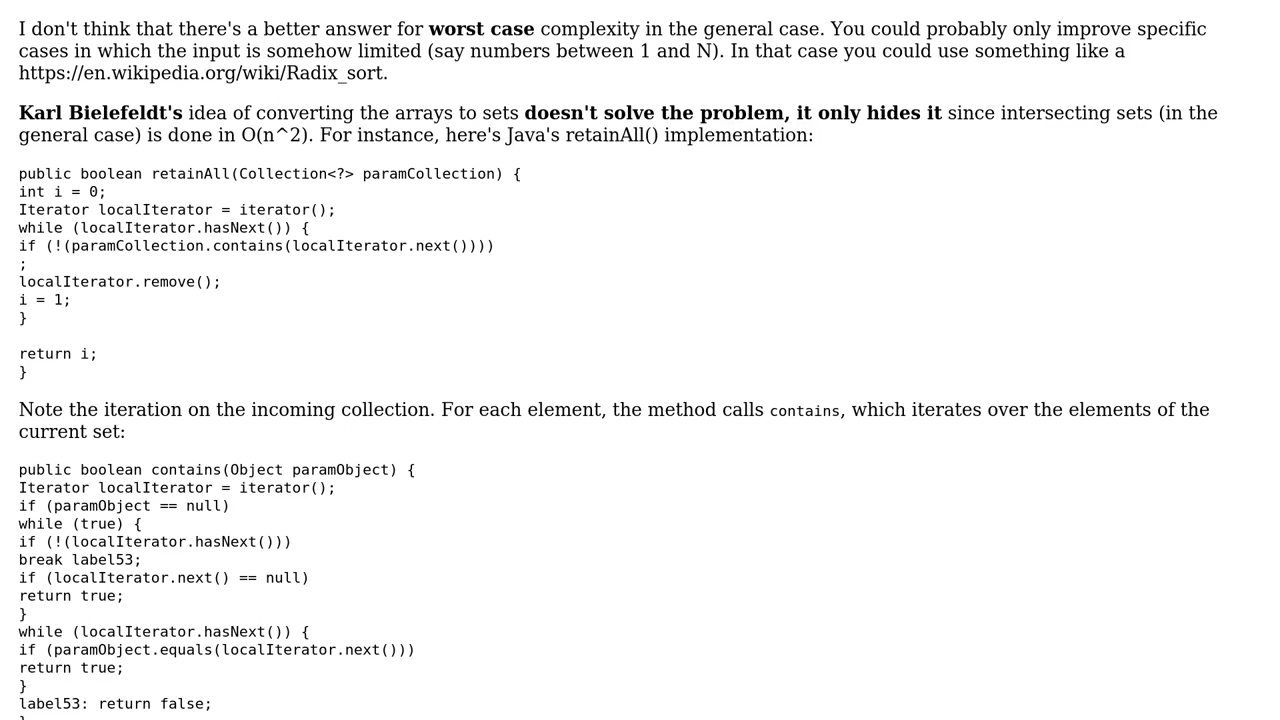 I don't think that there's a better answer for worst case complexity in the general case. You could probably only improve specific
cases in which the input is somehow limited (say numbers between 1 and N). In that case you could use something like a
https://en.wikipedia.org/wiki/Radix_sort.
Karl Bielefeldt's idea of converting the arrays to sets doesn't solve the problem, it only hides it since intersecting sets (in the
general case) is done in O(n^2). For instance, here's Java's retainAll() implementation:
public boolean retainAll(Collection<?> paramCollection) {
int i = 0;
Iterator localIterator = iterator();
while (localIterator.hasNext()) {
if (!(paramCollection.contains(localIterator.next())))
;
localIterator.remove();
i = 1;
}
return i;
}
Note the iteration on the incoming collection. For each element, the method calls contains, which iterates over the elements of the
current set:
public boolean contains(Object paramObject) {
Iterator localIterator = iterator();
if (paramObject == null)
while (true) {
if (!(localIterator.hasNext()))
break label53;
if (localIterator.next() == null)
return true;
}
while (localIterator.hasNext()) {
if (paramObject.equals(localIterator.next()))
return true;
}
label53: return false;
}